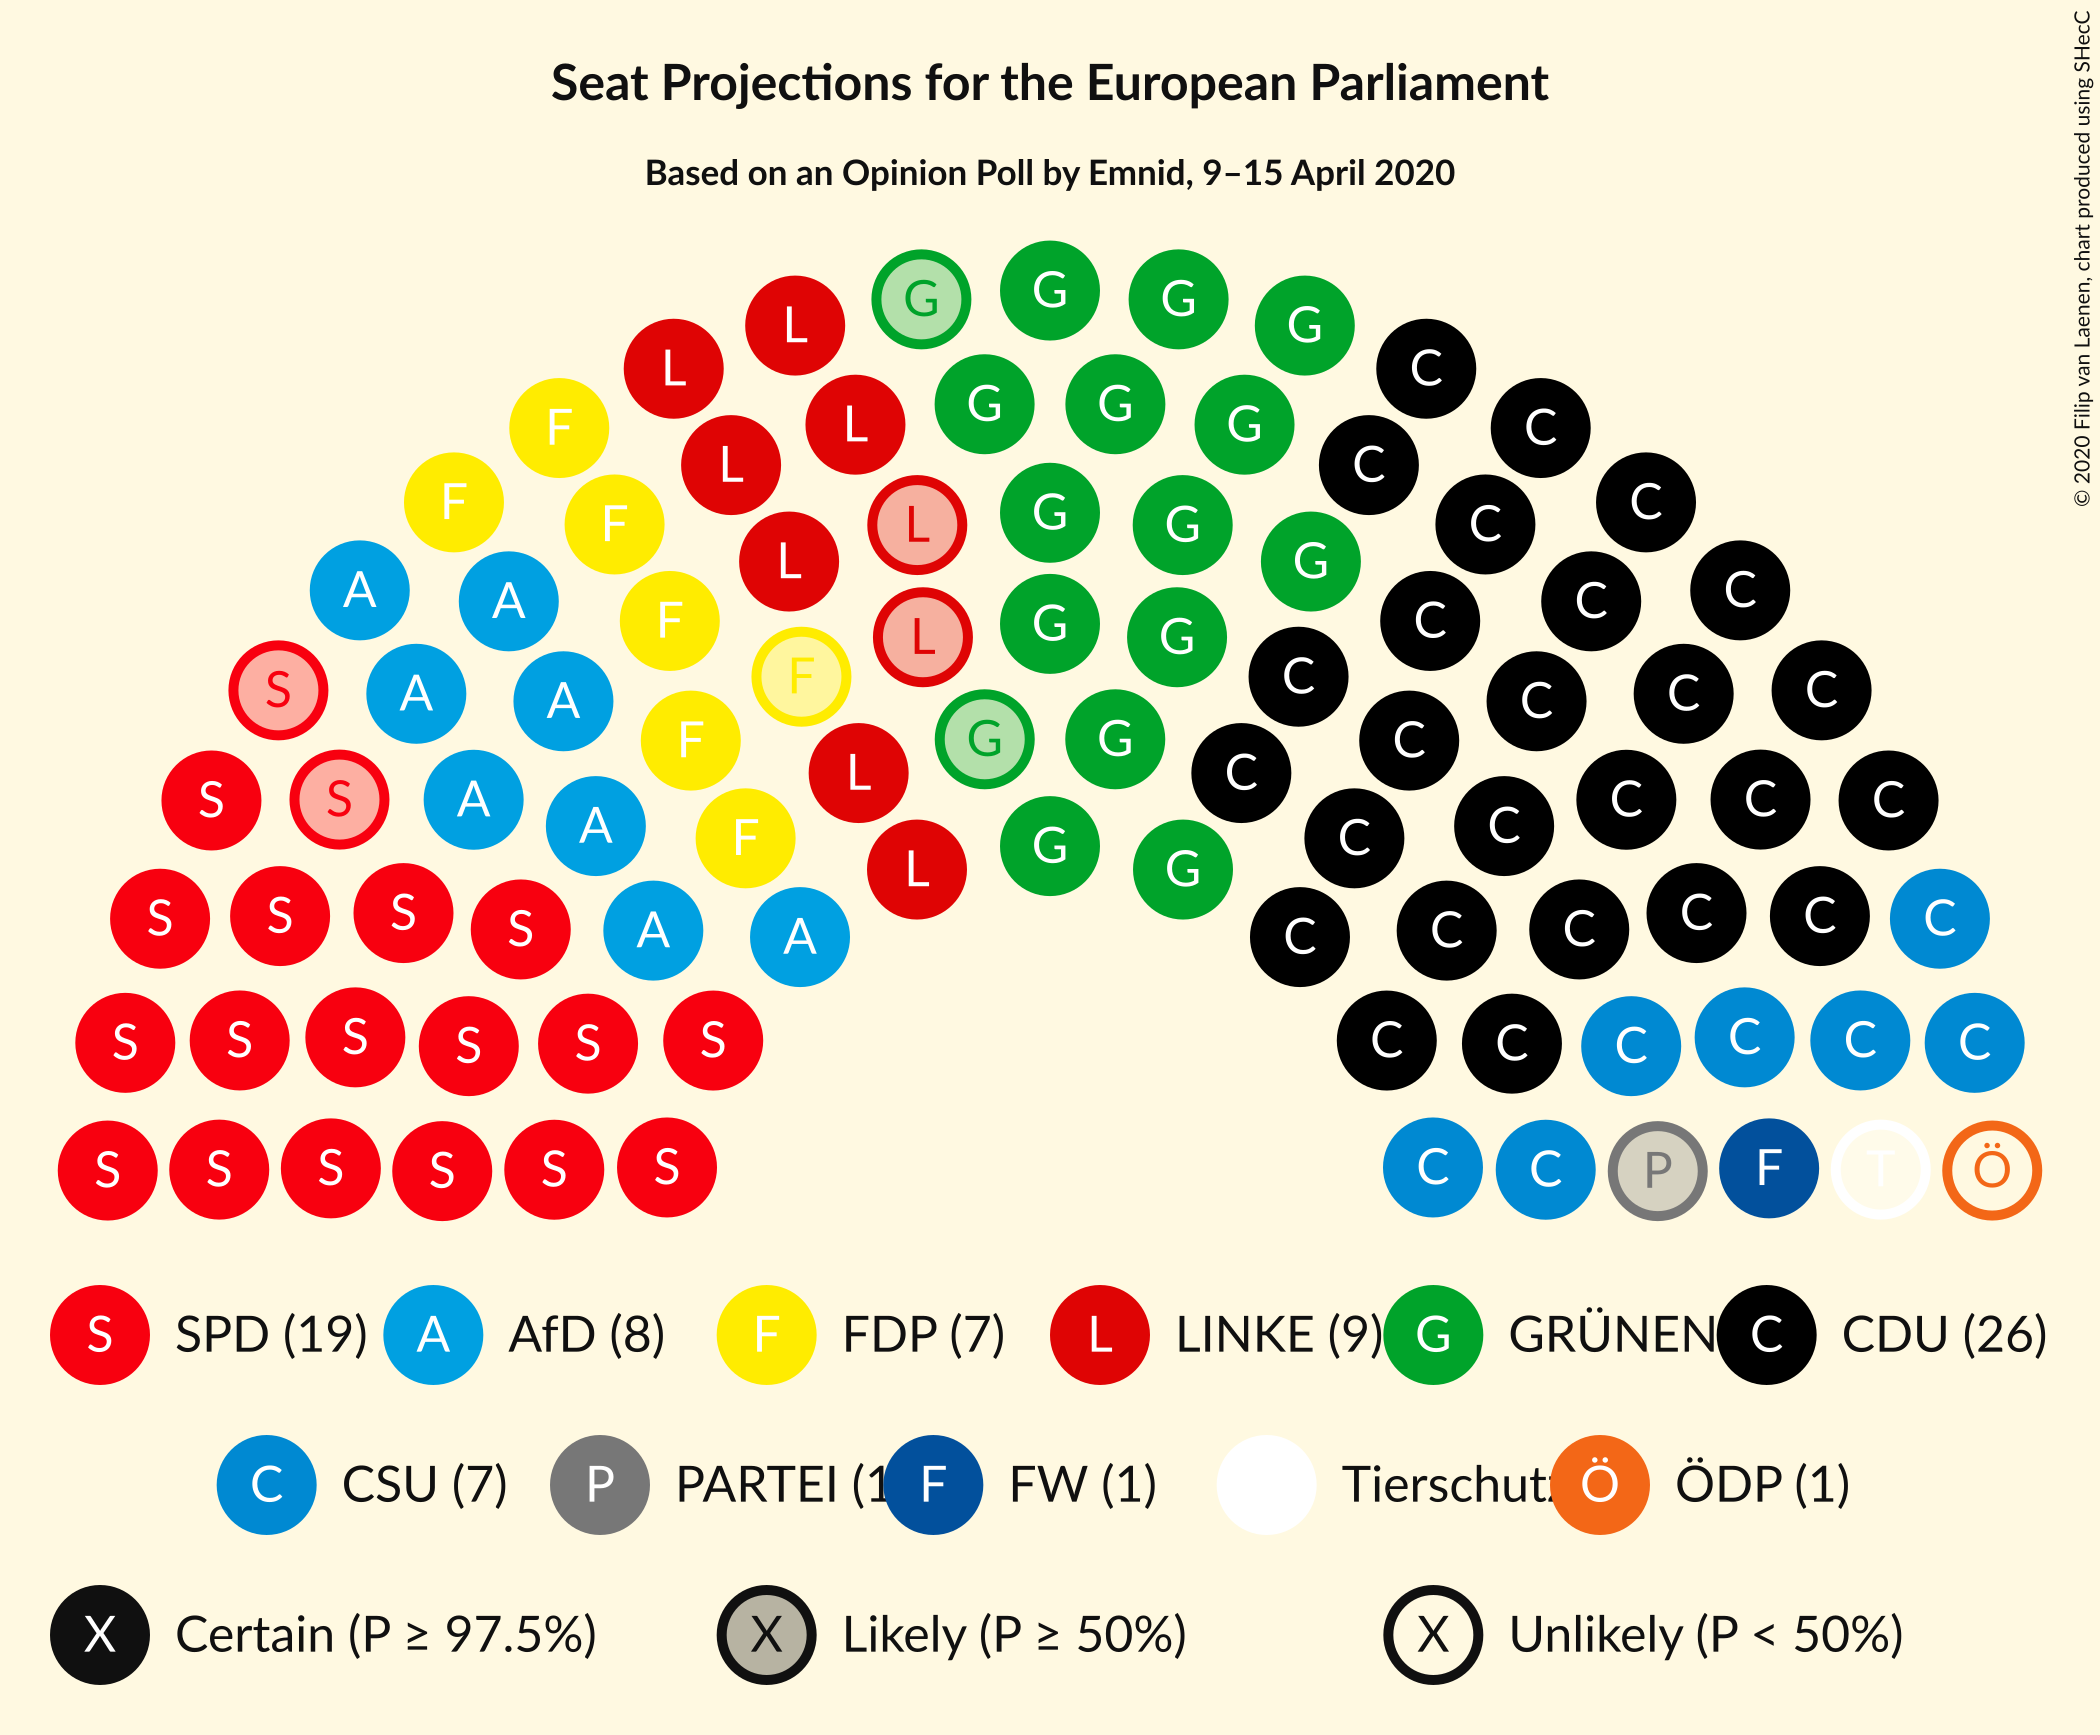 Seat Projections for the European Parliament
Based on an Opinion Poll by Emnid, 9–15 April 2020
© 2020 Filip van Laenen, chart produced using SHecC
G G G G
L L C C
F L L G G G C C C
F F L L G G G C C C
A A F L G G C C C
S A A F F L G G C C C C C
S S A A F L G G C C C C C C
S S S S A A F L G G C C C C C C
S S S S S S C C C C C C
S S S S S S C C P F T Ö
S SPD (19) A AfD (8) F FDP (7) L LINKE (9) G GRÜNEN C CDU (26)
C CSU (7) P PARTEI (1 F FW (1) Tierschutz Ö ÖDP (1)
X Certain (P ≥ 97.5%) X Likely (P ≥ 50%) X Unlikely (P < 50%)